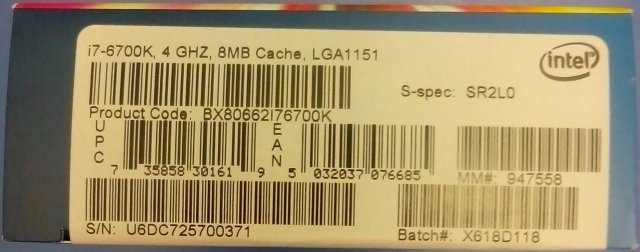 i7-6700K, 4 GHZ, 8MB Cache, LGA1151
intel
S-spec: SR2L0
Product Code: BX80662I76700K
UPC
7 35858 30161 9
EAN
5 032037 076685
MM#: 947558
S/N: U6DC725700371
Batch#: X618D118